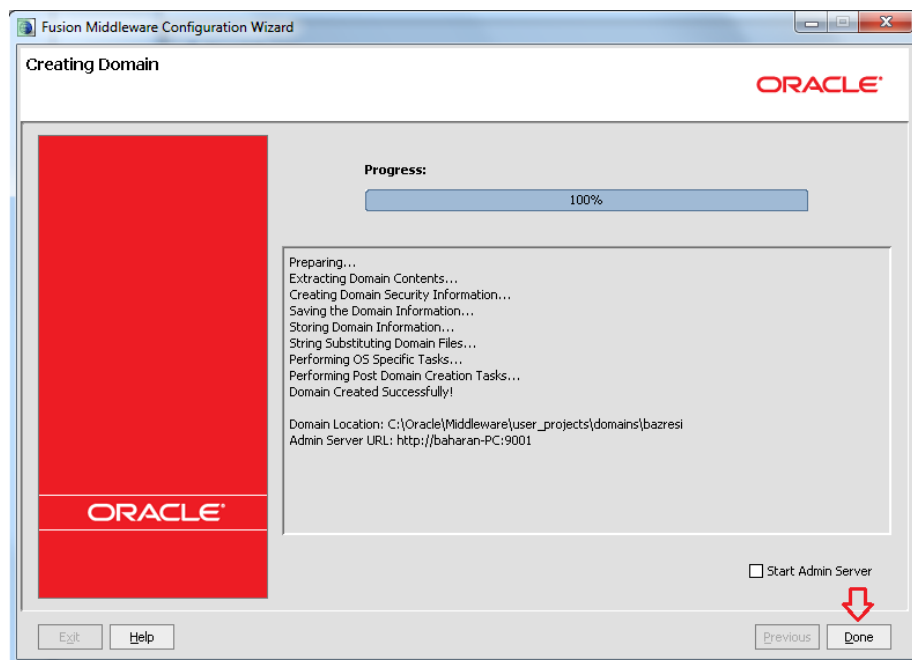 Fusion Middleware Configuration Wizard
Creating Domain
ORACLE®
Progress:
100%
Preparing...
Extracting Domain Contents...
Creating Domain Security Information...
Saving the Domain Information...
Storing Domain Information...
String Substituting Domain Files...
Performing OS Specific Tasks...
Performing Post Domain Creation Tasks...
Domain Created Successfully!
Domain Location: C:\Oracle\Middleware\user_projects\domains\bazresi
Admin Server URL: http://baharan-PC:9001
ORACLE®
Start Admin Server
Exit
Help
Previous
Done